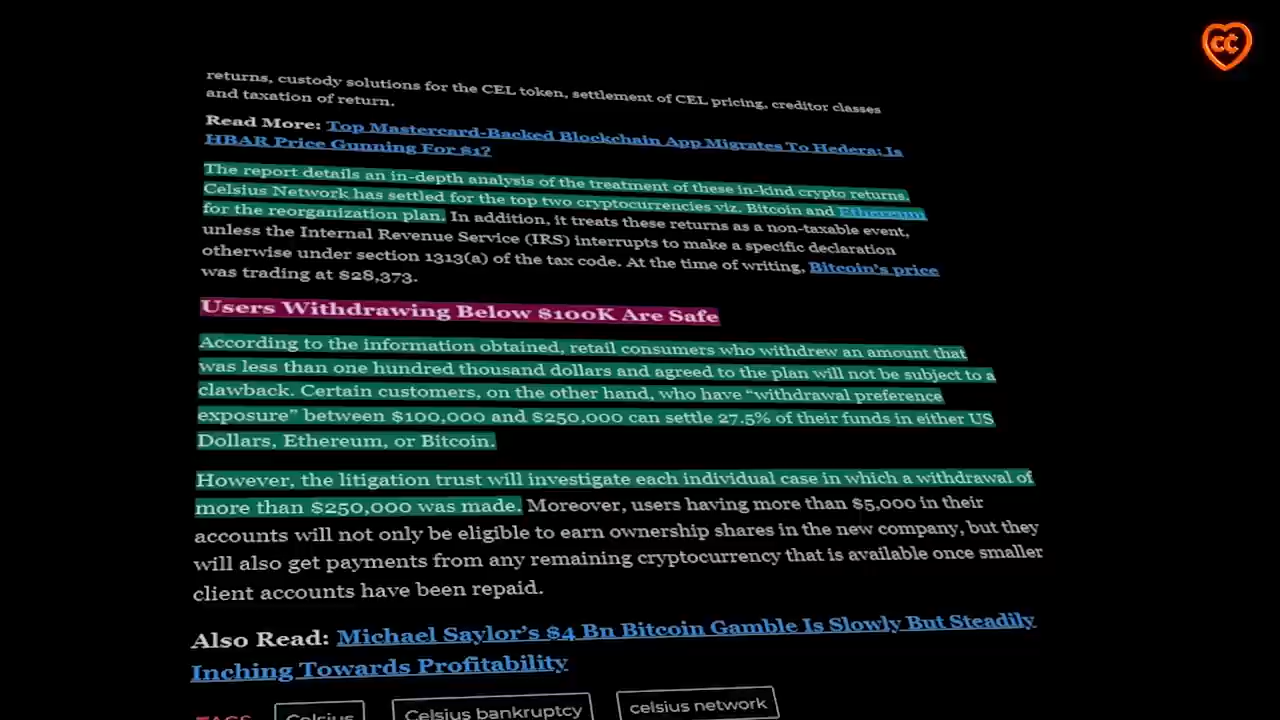 CC
returns, custody solutions for the CEL token, settlement of CEL pricing, creditor classes
and taxation of return.
Read More: Top Mastercard-Backed Blockchain App Migrates To Hedera; Is
HBAR Price Gunning For $1?
The report details an in-depth analysis of the treatment of these in-kind crypto returns.
Celsius Network has settled for the top two cryptocurrencies viz. Bitcoin and Ethereum
for the reorganization plan. In addition, it treats these returns as a non-taxable event,
unless the Internal Revenue Service (IRS) interrupts to make a specific declaration
otherwise under section 1313(a) of the tax code. At the time of writing, Bitcoin's price
was trading at $28,373.
Users Withdrawing Below $100K Are Safe
According to the information obtained, retail consumers who withdrew an amount that
was less than one hundred thousand dollars and agreed to the plan will not be subject to a
clawback. Certain customers, on the other hand, who have “withdrawal preference
exposure” between $100,000 and $250,000 can settle 27.5% of their funds in either US
Dollars, Ethereum, or Bitcoin.
However, the litigation trust will investigate each individual case in which a withdrawal of
more than $250,000 was made. Moreover, users having more than $5,000 in their
accounts will not only be eligible to earn ownership shares in the new company, but they
will also get payments from any remaining cryptocurrency that is available once smaller
client accounts have been repaid.
Also Read: Michael Saylor's $4 Bn Bitcoin Gamble Is Slowly But Steadily
Inching Towards Profitability
TAGS Celsius Celsius bankruptcy celsius network